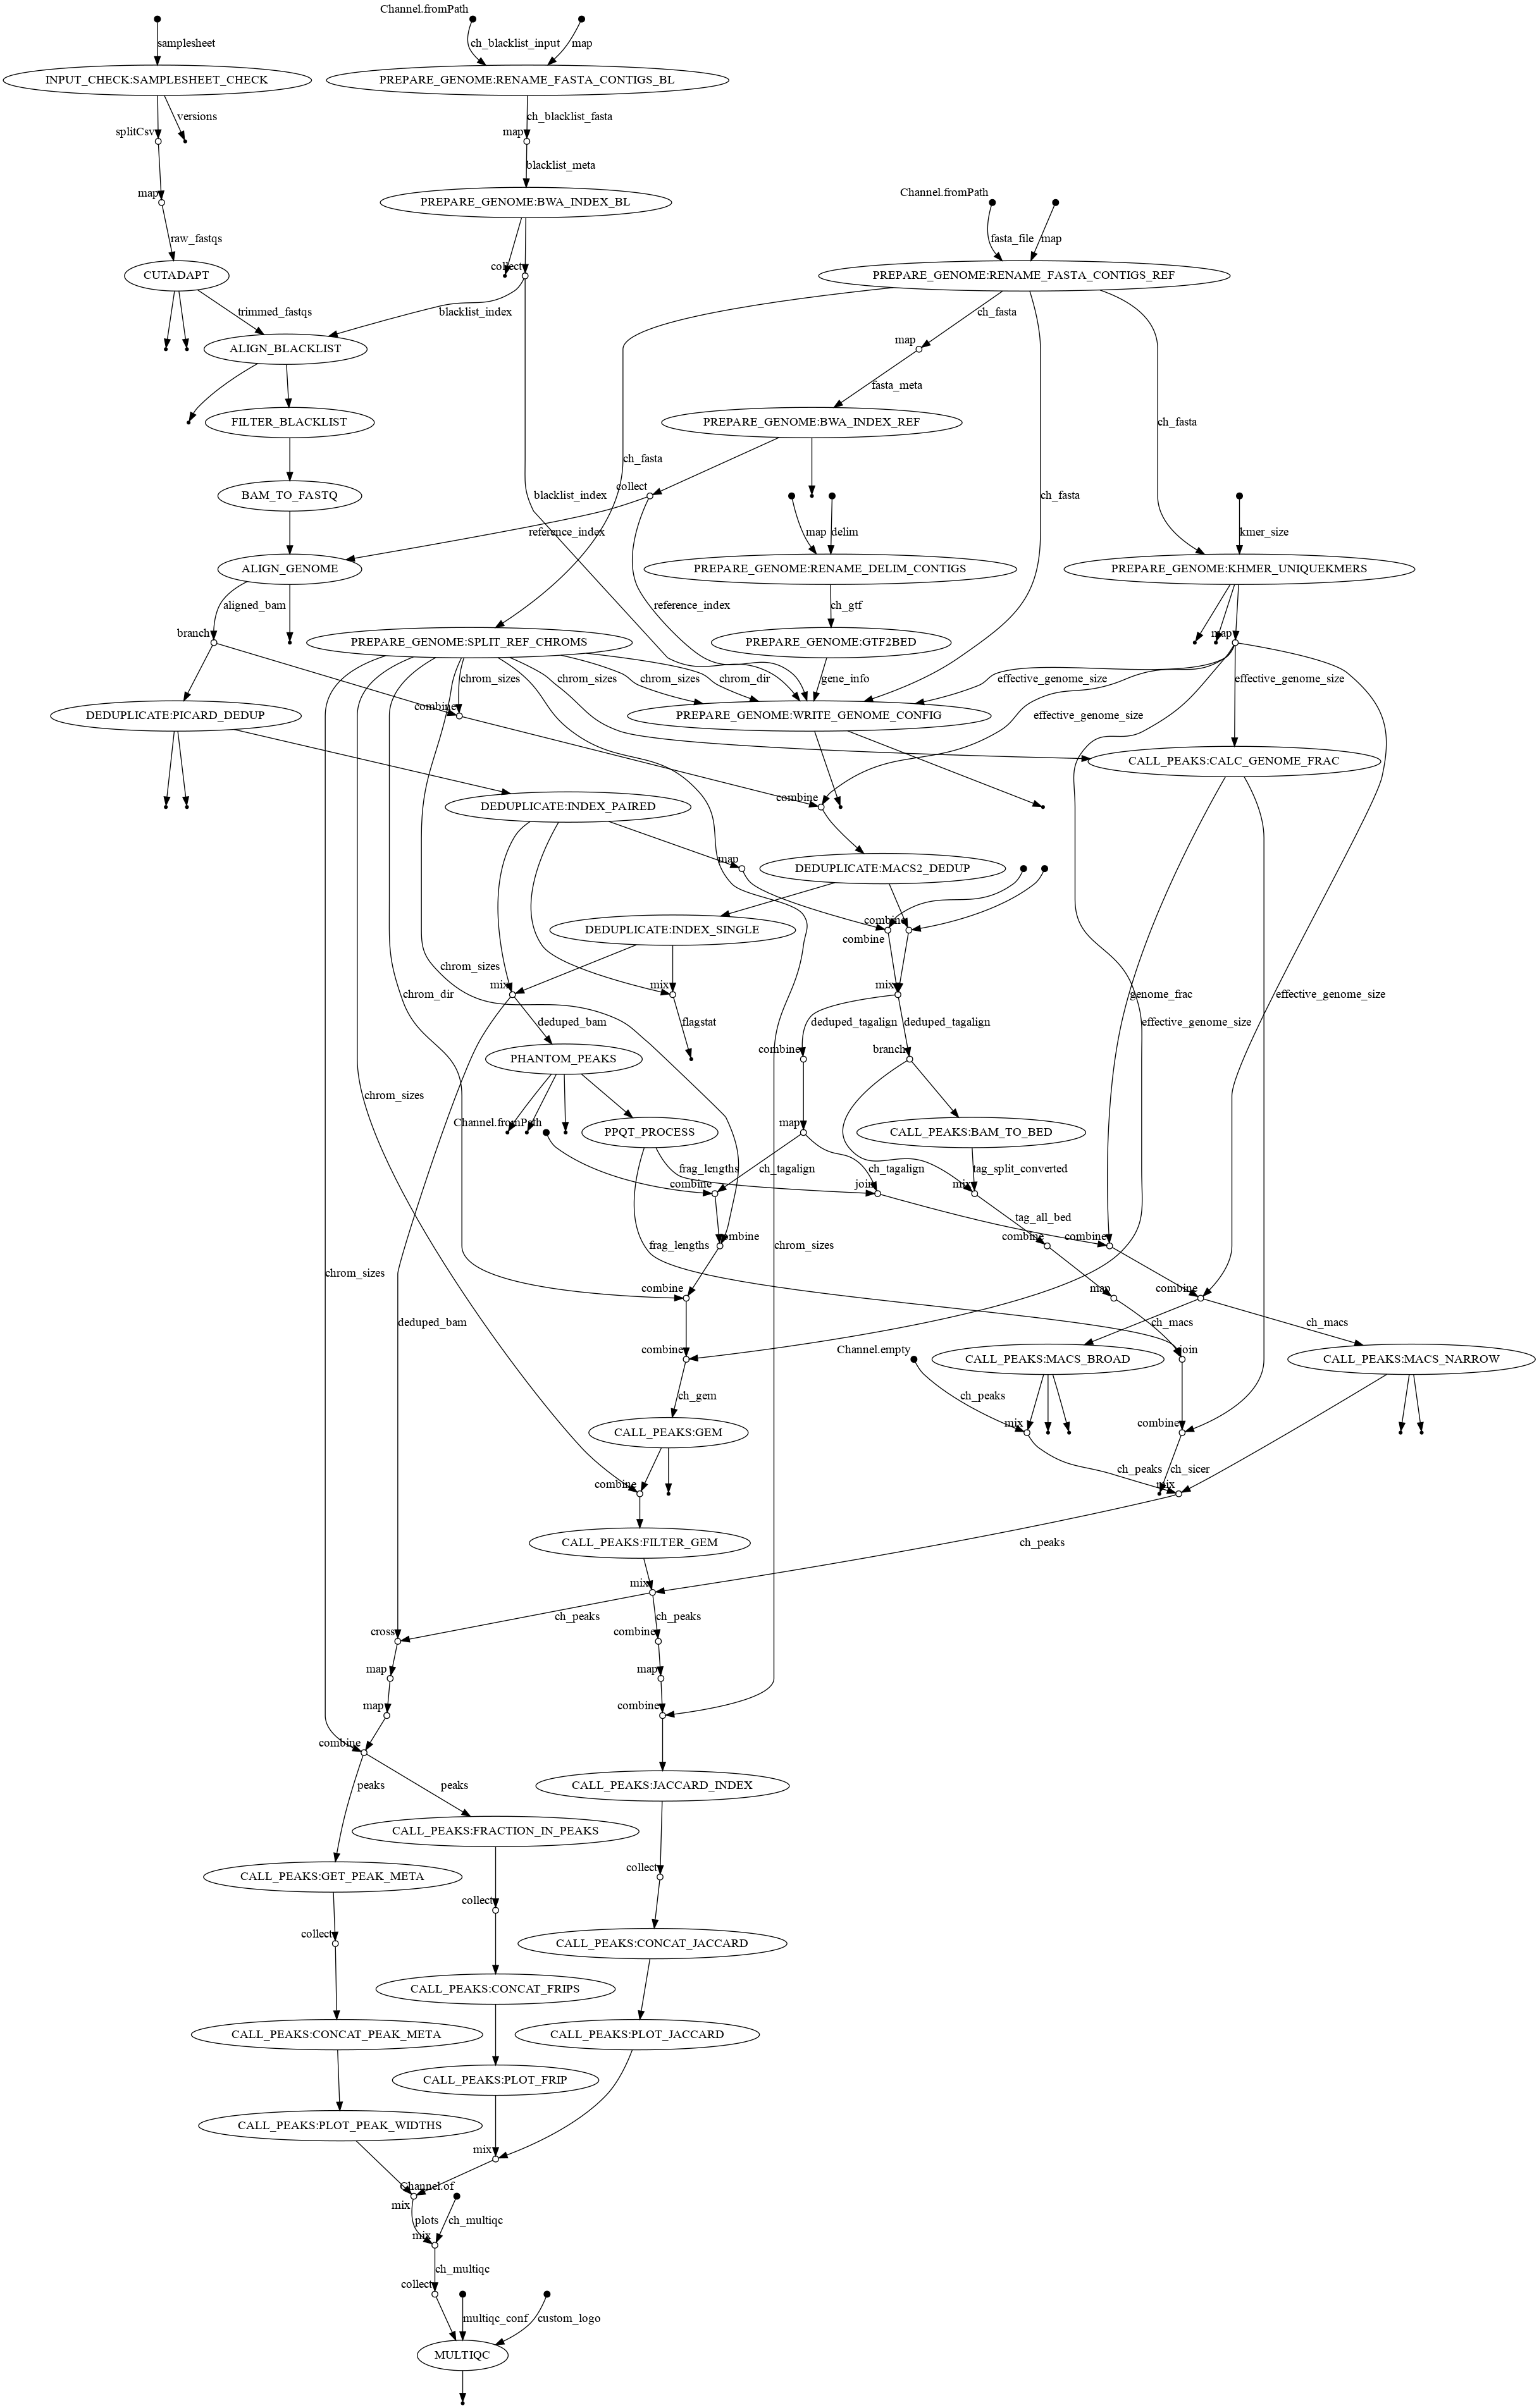 Channel.fromPath
samplesheet
ch_blacklist_input
map
INPUT_CHECK:SAMPLESHEET_CHECK
PREPARE_GENOME:RENAME_FASTA_CONTIGS_BL
versions
ch_blacklist_fasta
splitCsv
map
blacklist_meta
map
PREPARE_GENOME:BWA_INDEX_BL
Channel.fromPath
raw_fastqs
fasta_file
map
collect
CUTADAPT
PREPARE_GENOME:RENAME_FASTA_CONTIGS_REF
trimmed_fastqs
blacklist_index
ch_fasta
map
ALIGN_BLACKLIST
fasta_meta
FILTER_BLACKLIST
PREPARE_GENOME:BWA_INDEX_REF
ch_fasta
ch_fasta
collect
BAM_TO_FASTQ
blacklist_index
ch_fasta
reference_index
map
delim
kmer_size
ALIGN_GENOME
PREPARE_GENOME:RENAME_DELIM_CONTIGS
PREPARE_GENOME:KHMER_UNIQUEKMERS
aligned_bam
reference_index
ch_gtf
branch
map
PREPARE_GENOME:SPLIT_REF_CHROMS
PREPARE_GENOME:GTF2BED
chrom_sizes
chrom_sizes
chrom_sizes
chrom_dir
gene_info
effective_genome_size
effective_genome_size
combine
DEDUPLICATE:PICARD_DEDUP
PREPARE_GENOME:WRITE_GENOME_CONFIG
effective_genome_size
CALL_PEAKS:CALC_GENOME_FRAC
combine
DEDUPLICATE:INDEX_PAIRED
map
DEDUPLICATE:MACS2_DEDUP
combine
DEDUPLICATE:INDEX_SINGLE
combine
chrom_sizes
mix
mix
mix
chrom_dir
genome_frac
effective_genome_size
deduped_bam
flagstat
deduped_tagalign
deduped_tagalign
effective_genome_size
combine
branch
PHANTOM_PEAKS
chrom_sizes
Channel.fromPath
map
PPQT_PROCESS
CALL_PEAKS:BAM_TO_BED
frag_lengths
ch_tagalign
ch_tagalign
tag_split_converted
combine
join
mix
tag_all_bed
chrom_sizes
frag_lengths
combine
chrom_sizes
combine
combine
combine
map
combine
deduped_bam
ch_macs
ch_macs
combine
Channel.empty
join
CALL_PEAKS:MACS_BROAD
CALL_PEAKS:MACS_NARROW
ch_gem
ch_peaks
mix
combine
CALL_PEAKS:GEM
ch_peaks
ch_sicer
combine
mix
CALL_PEAKS:FILTER_GEM
ch_peaks
mix
ch_peaks
ch_peaks
cross
combine
map
map
map
combine
combine
peaks
peaks
CALL_PEAKS:JACCARD_INDEX
CALL_PEAKS:FRACTION_IN_PEAKS
collect
CALL_PEAKS:GET_PEAK_META
collect
collect
CALL_PEAKS:CONCAT_JACCARD
CALL_PEAKS:CONCAT_FRIPS
CALL_PEAKS:CONCAT_PEAK_META
CALL_PEAKS:PLOT_JACCARD
CALL_PEAKS:PLOT_FRIP
CALL_PEAKS:PLOT_PEAK_WIDTHS
mix
Channel.of
mix
plots
ch_multiqc
mix
ch_multiqc
collect
multiqc_conf
custom_logo
MULTIQC